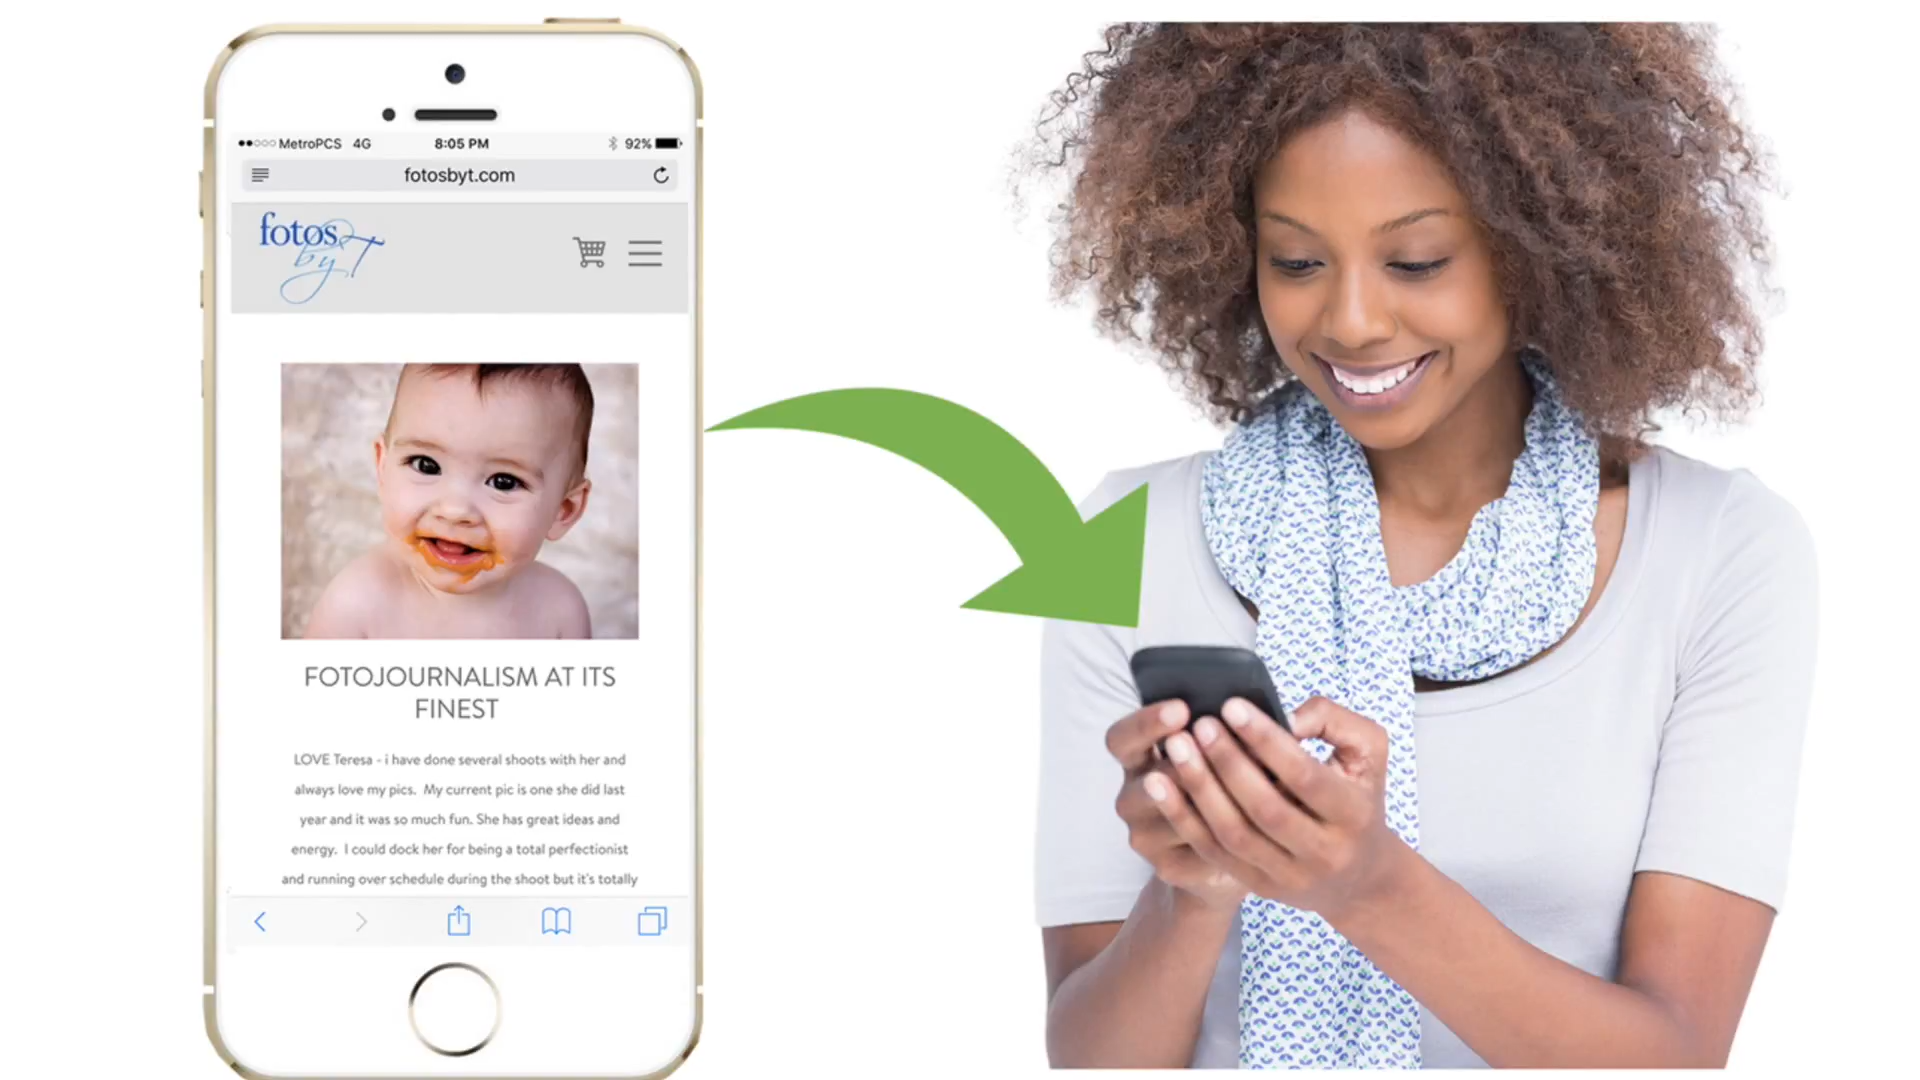 MetroPCS 4G 8:05 PM 92%
fotosbyt.com
fotos
by T
FOTOJOURNALISM AT ITS
FINEST
LOVE Teresa - i have done several shoots with her and
always love my pics. My current pic is one she did last
year and it was so much fun. She has great ideas and
energy. I could dock her for being a total perfectionist
and running over schedule during the shoot but it's totally